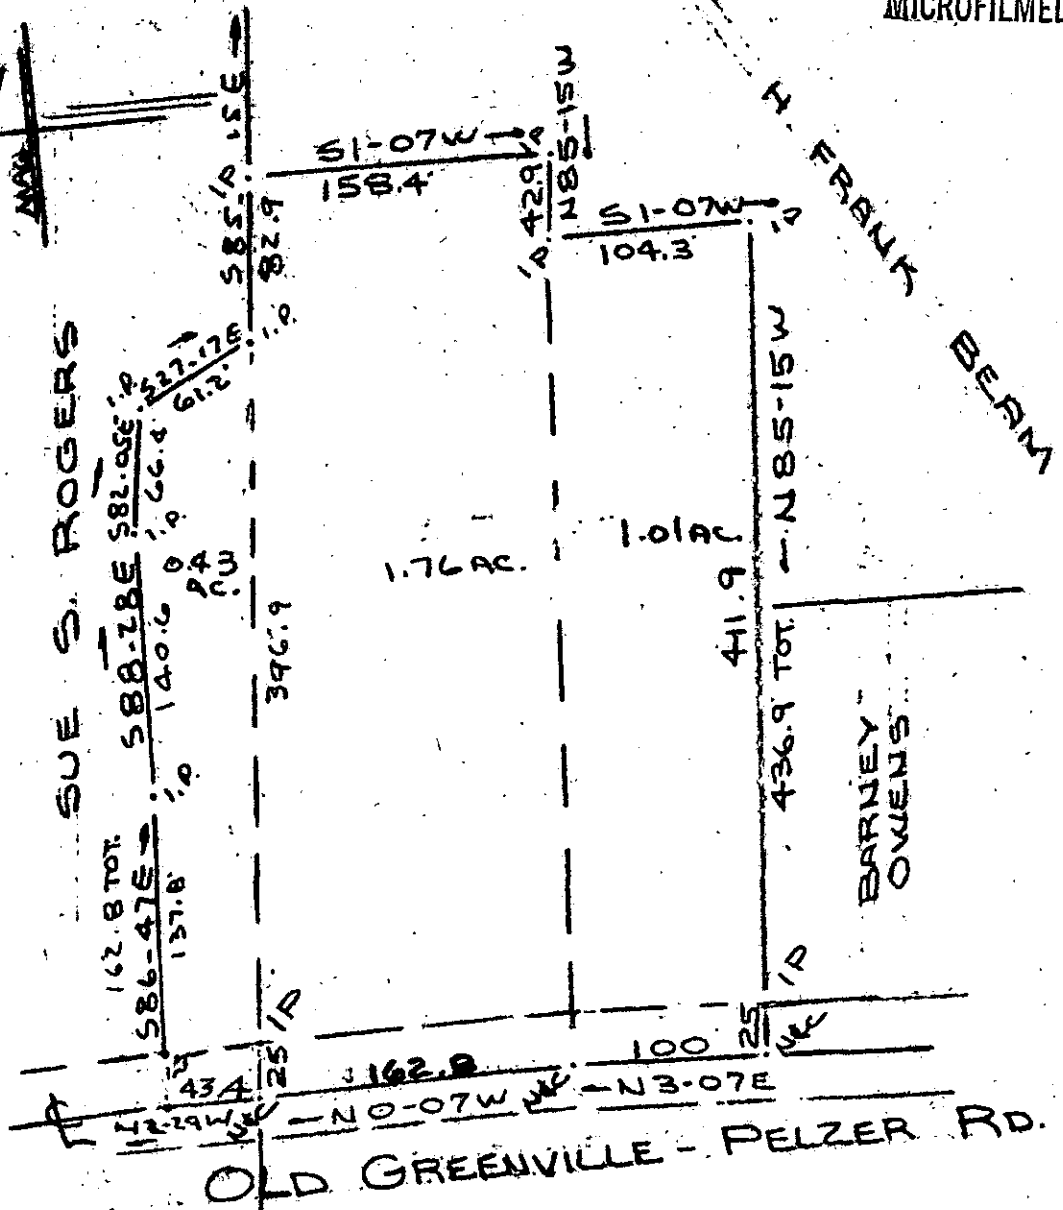 MICROFILMED
S85-15E
I.P.
S1-07W
158.4
I.P.
N85-15W
42.9
I.P.
S1-07W
104.3
I.P.
H. FRANK BEAM
82.9
I.P.
S27-17E
61.2
I.P.
S82-05E
66.4
I.P.
SUE S. ROGERS
S88-28E
140.6
0.43
AC.
1.76 AC.
1.01 AC.
396.9
N85-15W
441.9
436.9 TOT.
I.P.
162.8 TOT.
S86-47E
137.8
BARNEY
OWENS
I.P.
25
I.P.
25
43.4
162.8
100
N2-29W
N&C
N0-07W
N&C
N3-07E
N&C
OLD GREENVILLE - PELZER RD.